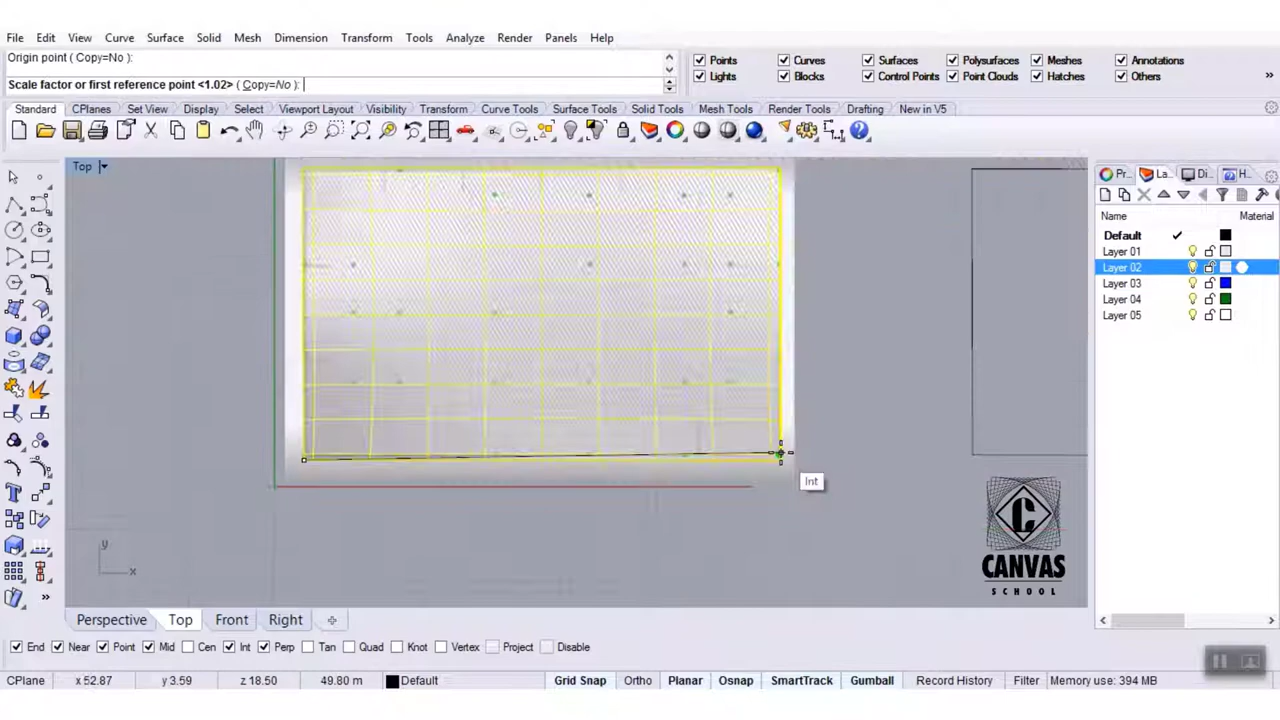 File Edit View Curve Surface Solid Mesh Dimension Transform Tools Analyze Render Panels Help
Origin point ( Copy=No ):
Scale factor or first reference point <1.02> ( Copy=No ):
Points Curves Surfaces Polysurfaces Meshes Annotations
Lights Blocks Control Points Point Clouds Hatches Others
Standard CPlanes Set View Display Select Viewport Layout Visibility Transform Curve Tools Surface Tools Solid Tools Mesh Tools Render Tools Drafting New in V5
Top
Pr... La... Di... H...
Name Material
Default
Layer 01
Layer 02
Layer 03
Layer 04
Layer 05
Int
y
x
CANVAS
SCHOOL
Perspective Top Front Right
End Near Point Mid Cen Int Perp Tan Quad Knot Vertex Project Disable
CPlane x 52.87 y 3.59 z 18.50 49.80 m Default Grid Snap Ortho Planar Osnap SmartTrack Gumball Record History Filter Memory use: 394 MB